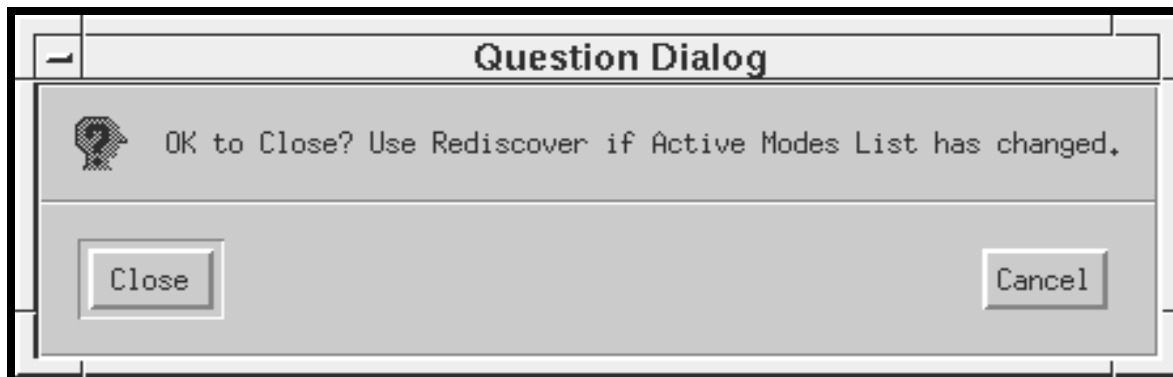 Question Dialog
OK to Close? Use Rediscover if Active Modes List has changed.
Close
Cancel